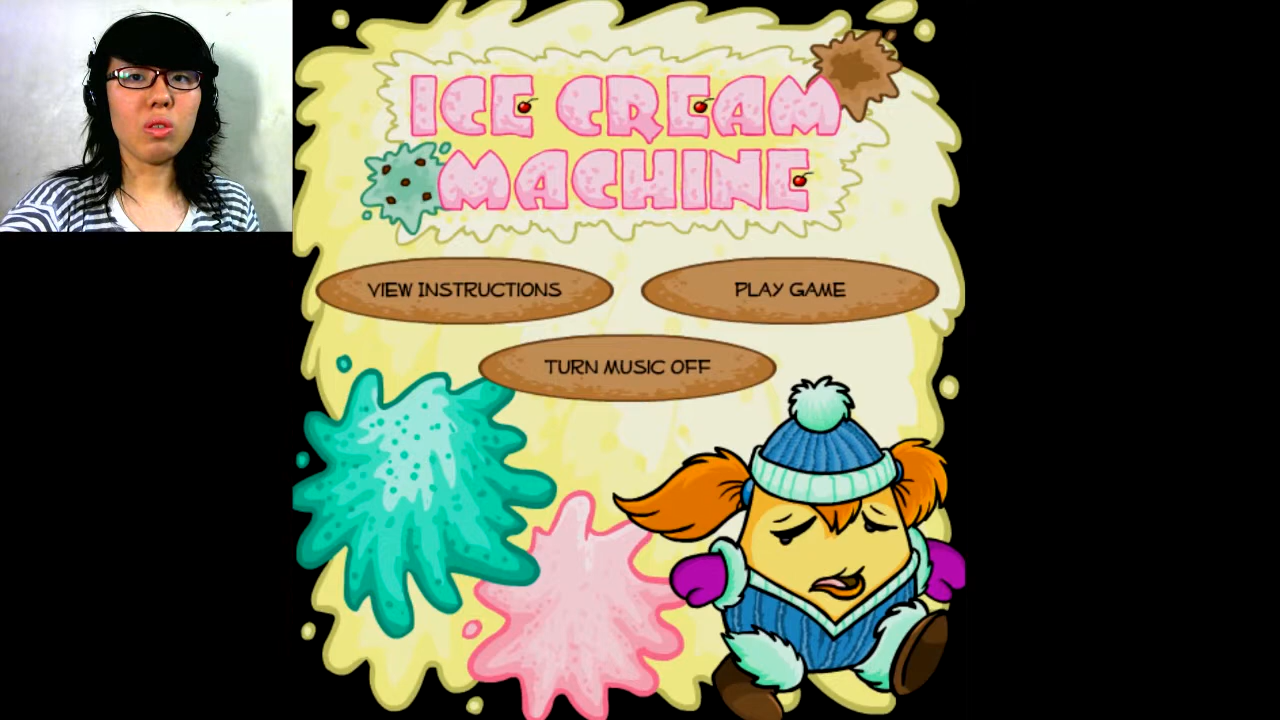 ICE CREAM
MACHINE
VIEW INSTRUCTIONS
PLAY GAME
TURN MUSIC OFF